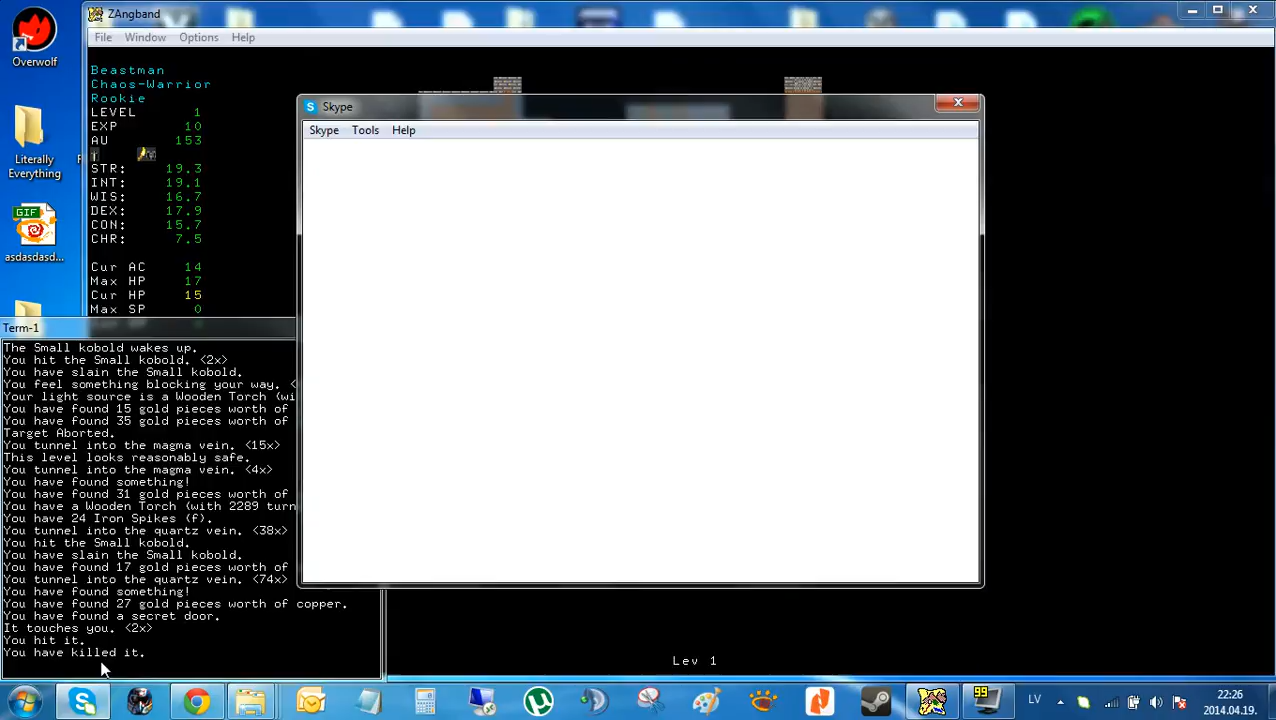 Overwolf
Literally
Everything
GIF
asdasdasd...
ZAngband
File Window Options Help
Beastman
Chaos-Warrior
Rookie
LEVEL 1
EXP 10
AU 153
STR: 19.3
INT: 19.1
WIS: 16.7
DEX: 17.9
CON: 15.7
CHR: 7.5
Cur AC 14
Max HP 17
Cur HP 15
Max SP 0
Skype
Skype Tools Help
Term-1
The Small kobold wakes up.
You hit the Small kobold. <2x>
You have slain the Small kobold.
You feel something blocking your way. <
Your light source is a Wooden Torch (wi
You have found 15 gold pieces worth of
You have found 35 gold pieces worth of
Target Aborted.
You tunnel into the magma vein. <15x>
This level looks reasonably safe.
You tunnel into the magma vein. <4x>
You have found something!
You have found 31 gold pieces worth of
You have a Wooden Torch (with 2289 turn
You have 24 Iron Spikes (f).
You tunnel into the quartz vein. <38x>
You hit the Small kobold.
You have slain the Small kobold.
You have found 17 gold pieces worth of
You tunnel into the quartz vein. <74x>
You have found something!
You have found 27 gold pieces worth of copper.
You have found a secret door.
It touches you. <2x>
You hit it.
You have killed it.
Lev 1
99
LV
22:26
2014.04.19.